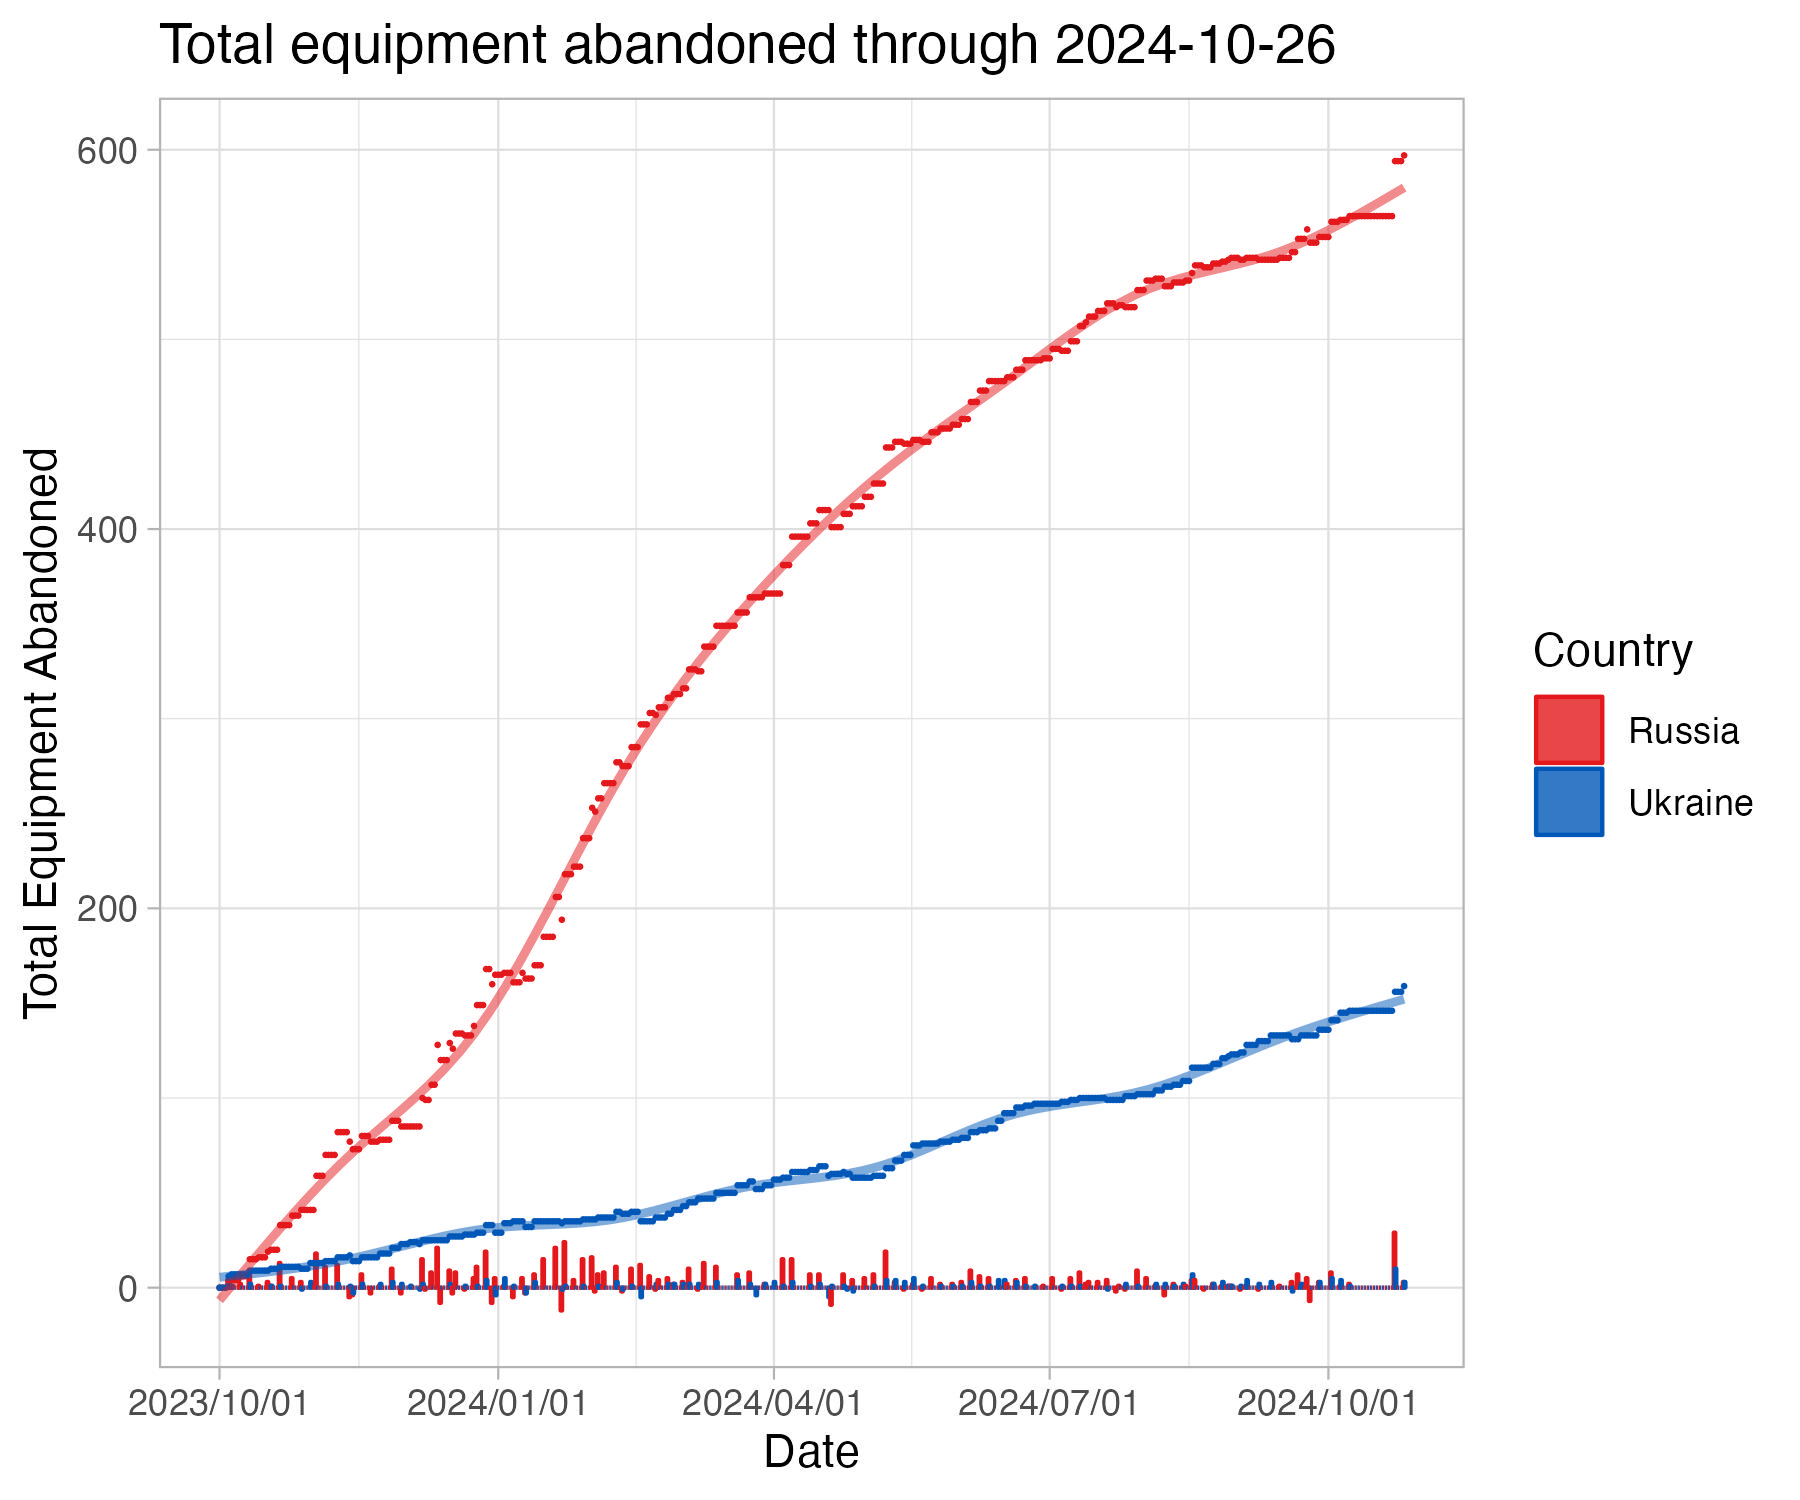 Total equipment abandoned through 2024-10-26
Total Equipment Abandoned
600
400
200
0
2023/10/01
2024/01/01
2024/04/01
2024/07/01
2024/10/01
Date
Country
Russia
Ukraine